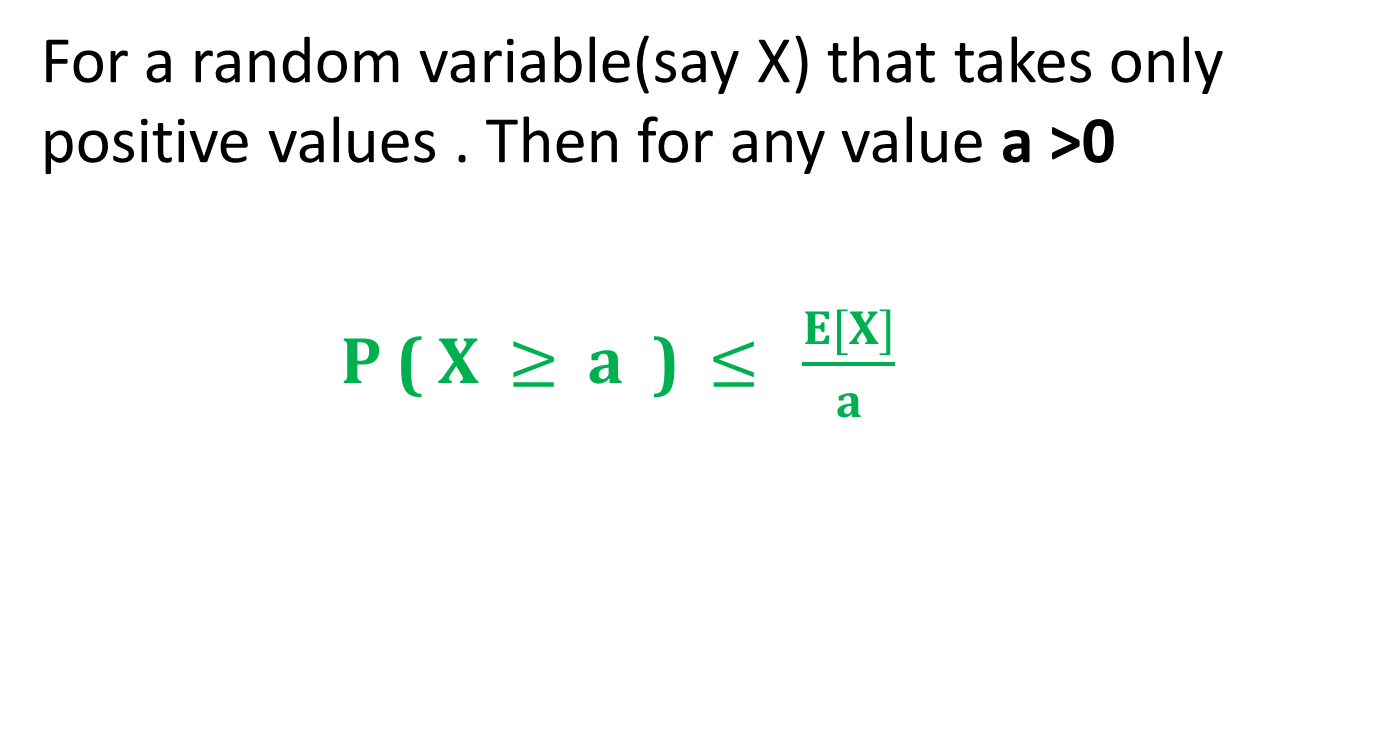 For a random variable(say X) that takes only
positive values . Then for any value a >0
P ( X ≥ a ) ≤ E[X]/a